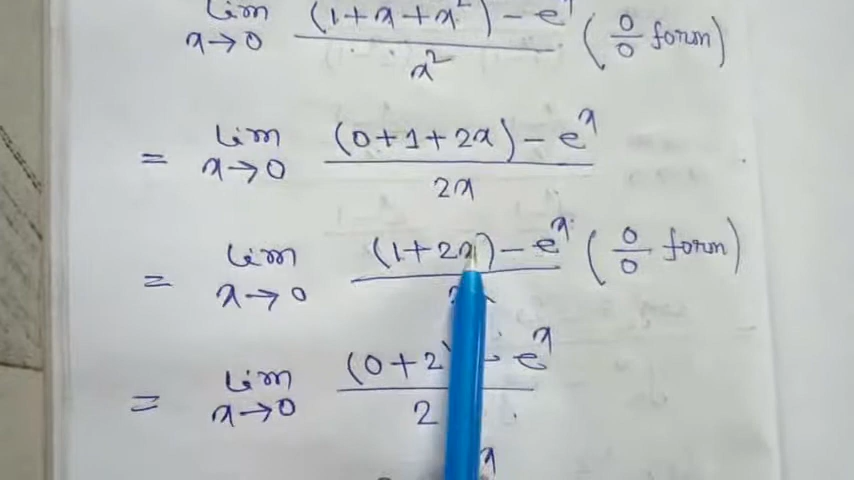 lim x→0 (1+x+x²) - eˣ / x² (0/0 form)
= lim x→0 (0+1+2x) - eˣ / 2x
= lim x→0 (1+2x) - eˣ / (0/0 form)
= lim x→0 (0+2) - eˣ / 2
x